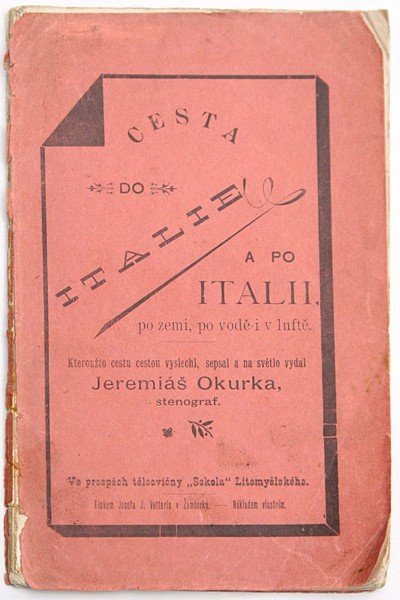 CESTA
DO
ITALIE
A PO
ITALII,
po zemi, po vodě i v luftě.
Kteroužto cestu cestou vyslechl, sepsal a na světlo vydal
Jeremiáš Okurka,
stenograf.
Ve prospěch tělocvičny „Sokola“ Litomyšlského.
Tiskem Josefa J. Vetterla v Žamberku. — Nákladem vlastním.